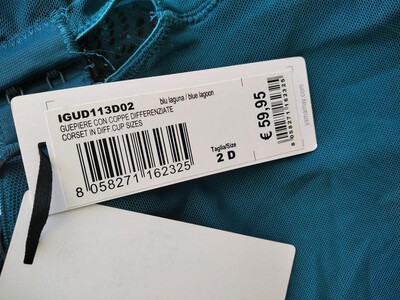 IGUD113D02
blu laguna / blue lagoon
GUEPIERE CON COPPE DIFFERENZIATE
CORSET IN DIFF.CUP SIZES
8 058271 162325
Taglia/Size
2 D
€ 59,95
8 058271 162325